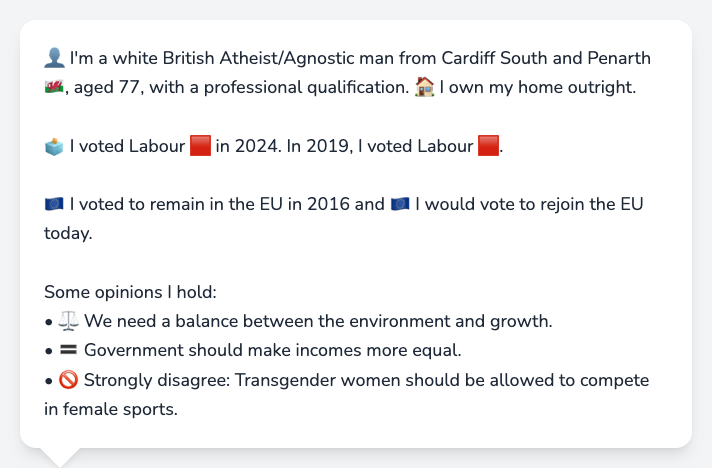 👤 I'm a white British Atheist/Agnostic man from Cardiff South and Penarth
🏴󠁧󠁢󠁷󠁬󠁳󠁿, aged 77, with a professional qualification. 🏠 I own my home outright.
🗳️ I voted Labour 🟥 in 2024. In 2019, I voted Labour 🟥.
🇪🇺 I voted to remain in the EU in 2016 and 🇪🇺 I would vote to rejoin the EU
today.
Some opinions I hold:
• ⚖️ We need a balance between the environment and growth.
• 🟰 Government should make incomes more equal.
• 🚫 Strongly disagree: Transgender women should be allowed to compete
in female sports.